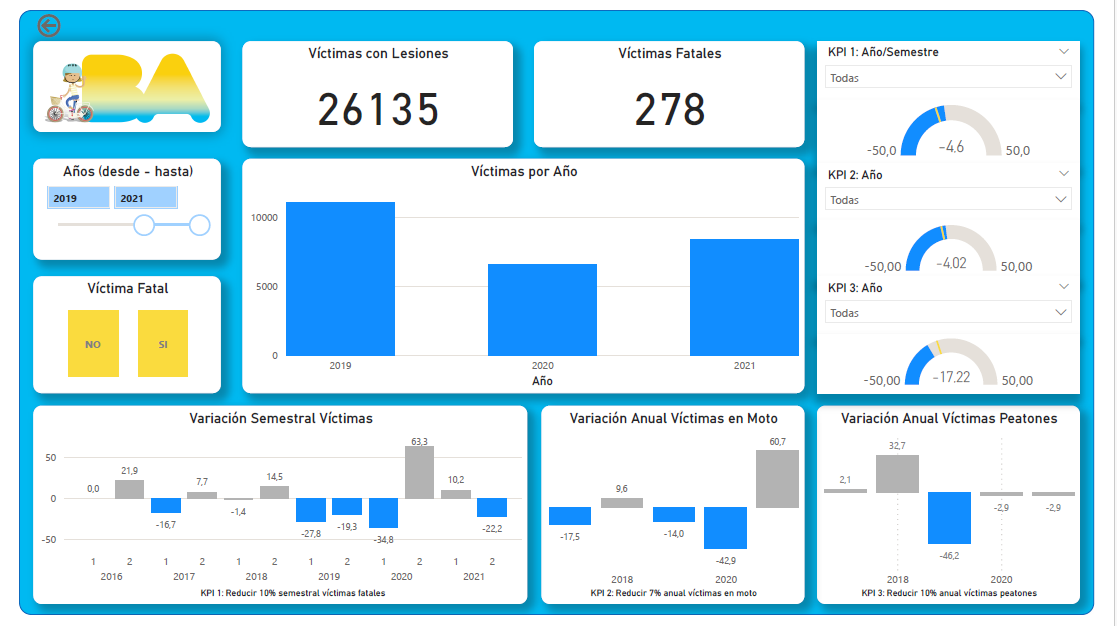 BA
Víctimas con Lesiones
26135
Víctimas Fatales
278
KPI 1: Año/Semestre
Todas
-4.6
-50,0
50,0
KPI 2: Año
Todas
-4.02
-50,00
50,00
KPI 3: Año
Todas
-17,22
-50,00
50,00
Años (desde - hasta)
2019
2021
Víctima Fatal
NO
SI
Víctimas por Año
10000
5000
0
2019
2020
2021
Año
Variación Semestral Víctimas
50
0
-50
0,0
21,9
-16,7
7,7
-1,4
14,5
-27,8
-19,3
-34,8
63,3
10,2
-22,2
1 2 1 2 1 2 1 2 1 2 1 2
2016 2017 2018 2019 2020 2021
KPI 1: Reducir 10% semestral víctimas fatales
Variación Anual Víctimas en Moto
-17,5
9,6
-14,0
-42,9
60,7
2018 2020
KPI 2: Reducir 7% anual víctimas en moto
Variación Anual Víctimas Peatones
2,1
32,7
-46,2
-2,9
-2,9
2018 2020
KPI 3: Reducir 10% anual víctimas peatones